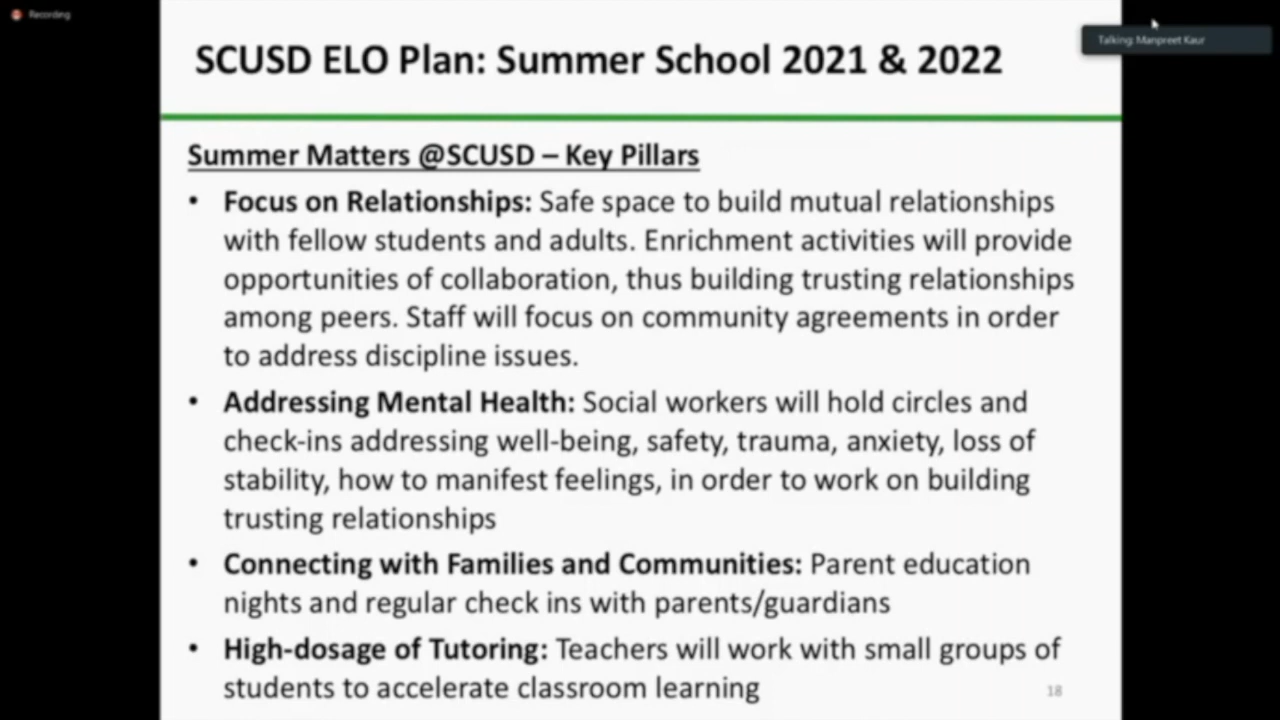 Recording
Talking: Manpreet Kaur
SCUSD ELO Plan: Summer School 2021 & 2022
Summer Matters @SCUSD – Key Pillars
• Focus on Relationships: Safe space to build mutual relationships
with fellow students and adults. Enrichment activities will provide
opportunities of collaboration, thus building trusting relationships
among peers. Staff will focus on community agreements in order
to address discipline issues.
• Addressing Mental Health: Social workers will hold circles and
check-ins addressing well-being, safety, trauma, anxiety, loss of
stability, how to manifest feelings, in order to work on building
trusting relationships
• Connecting with Families and Communities: Parent education
nights and regular check ins with parents/guardians
• High-dosage of Tutoring: Teachers will work with small groups of
students to accelerate classroom learning
18